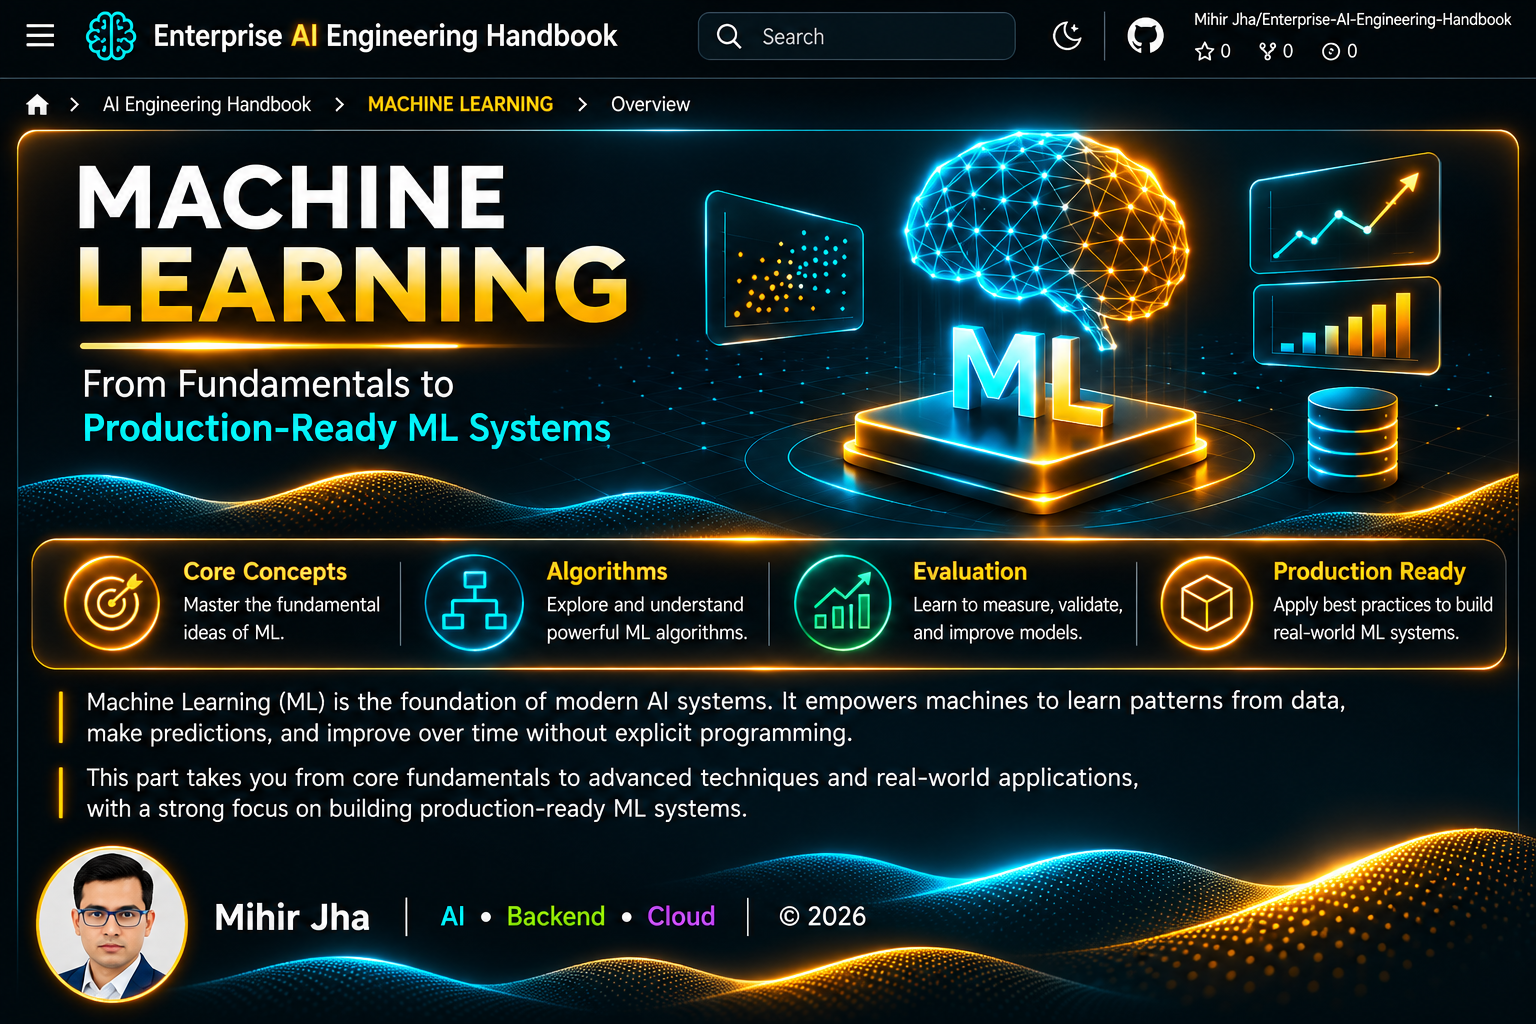 Enterprise AI Engineering Handbook
Search
Mihir Jha/Enterprise-AI-Engineering-Handbook
0 0 0
AI Engineering Handbook > MACHINE LEARNING > Overview
MACHINE
LEARNING
From Fundamentals to
Production-Ready ML Systems
ML
Core Concepts
Master the fundamental
ideas of ML.
Algorithms
Explore and understand
powerful ML algorithms.
Evaluation
Learn to measure, validate,
and improve models.
Production Ready
Apply best practices to build
real-world ML systems.
Machine Learning (ML) is the foundation of modern AI systems. It empowers machines to learn patterns from data,
make predictions, and improve over time without explicit programming.
This part takes you from core fundamentals to advanced techniques and real-world applications,
with a strong focus on building production-ready ML systems.
Mihir Jha | AI • Backend • Cloud | © 2026